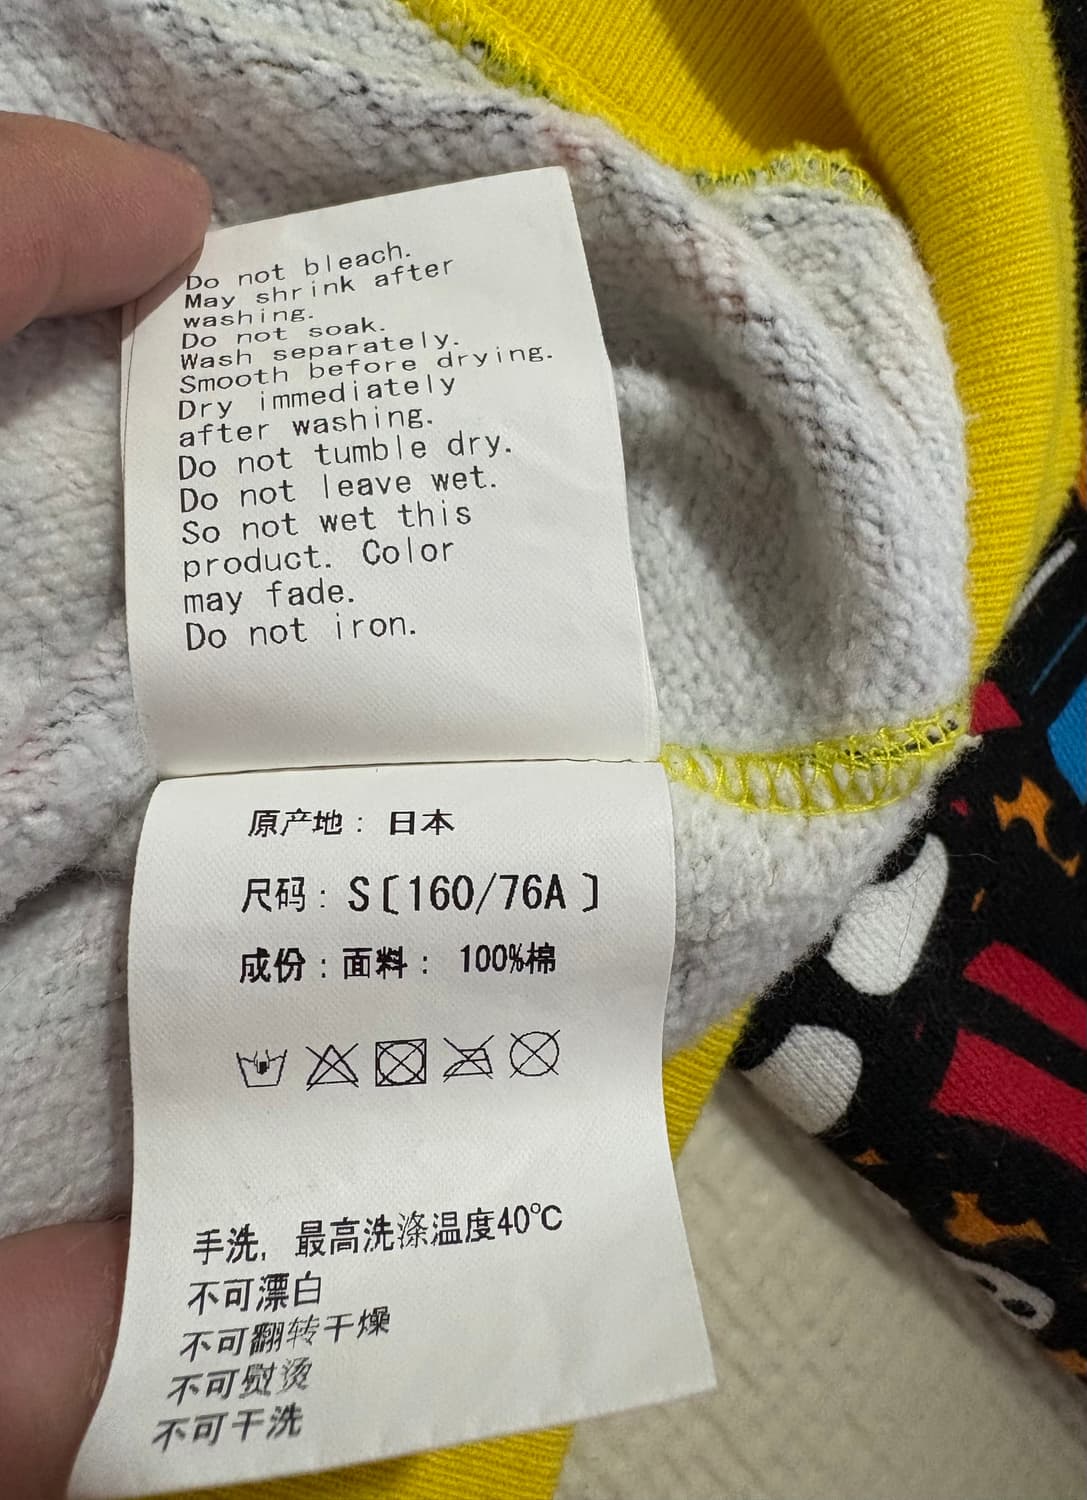 Do not bleach.
May shrink after
washing.
Do not soak.
Wash separately.
Smooth before drying.
Dry immediately
after washing.
Do not tumble dry.
Do not leave wet.
So not wet this
product. Color
may fade.
Do not iron.
原产地： 日本
尺码： S〔160/76A 〕
成份：面料： 100%棉
手洗，最高洗涤温度40℃
不可漂白
不可翻转干燥
不可熨烫
不可干洗